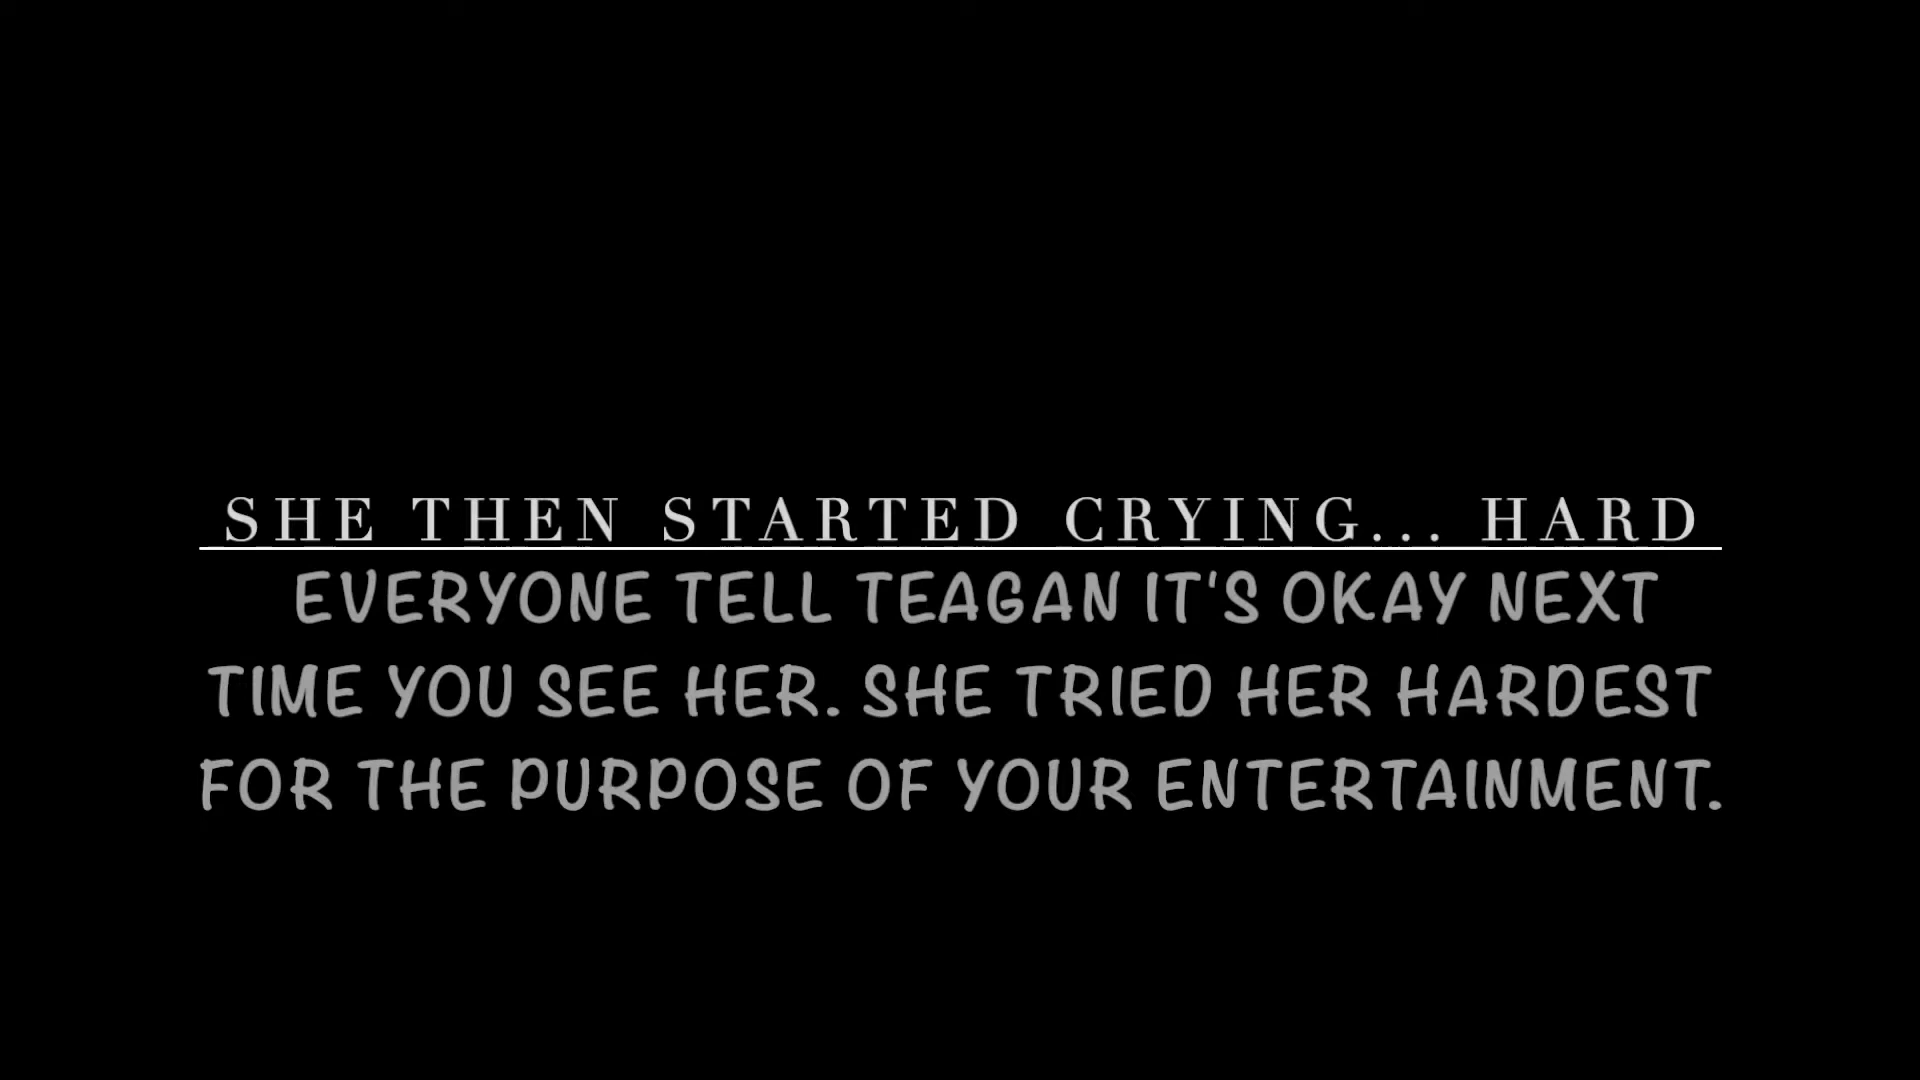 SHE THEN STARTED CRYING... HARD
EVERYONE TELL TEAGAN IT'S OKAY NEXT
TIME YOU SEE HER. SHE TRIED HER HARDEST
FOR THE PURPOSE OF YOUR ENTERTAINMENT.